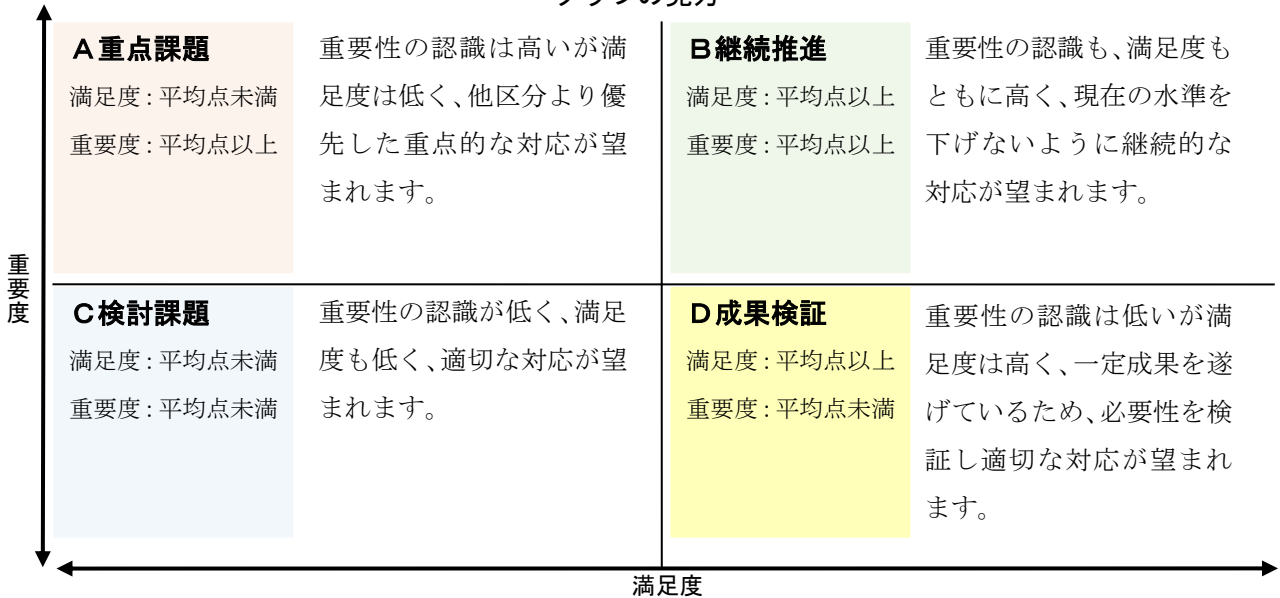 A重点課題
満足度：平均点未満
重要度：平均点以上
重要性の認識は高いが満
足度は低く、他区分より優
先した重点的な対応が望
まれます。
B継続推進
満足度：平均点以上
重要度：平均点以上
重要性の認識も、満足度も
ともに高く、現在の水準を
下げないように継続的な
対応が望まれます。
重要度
C検討課題
満足度：平均点未満
重要度：平均点未満
重要性の認識が低く、満足
度も低く、適切な対応が望
まれます。
D成果検証
満足度：平均点以上
重要度：平均点未満
重要性の認識は低いが満
足度は高く、一定成果を遂
げているため、必要性を検
証し適切な対応が望まれ
ます。
満足度